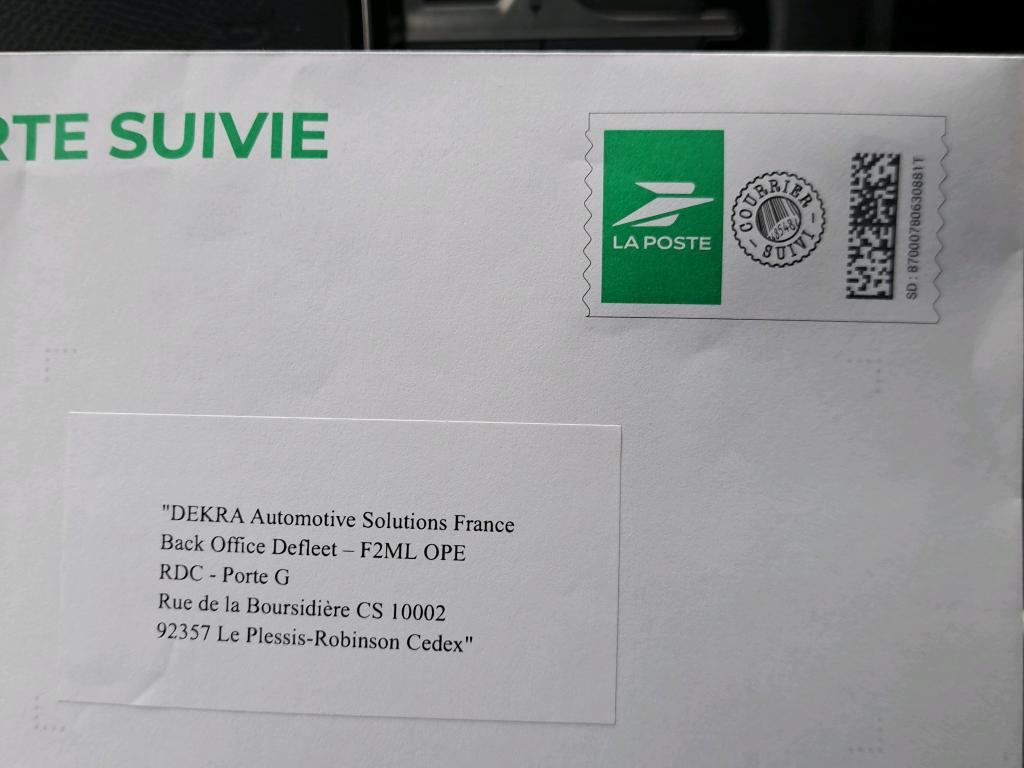 RTE SUIVIE
LA POSTE
COURRIER
SUIVI
SD : 87000780630881T
"DEKRA Automotive Solutions France
Back Office Defleet – F2ML OPE
RDC - Porte G
Rue de la Boursidière CS 10002
92357 Le Plessis-Robinson Cedex"